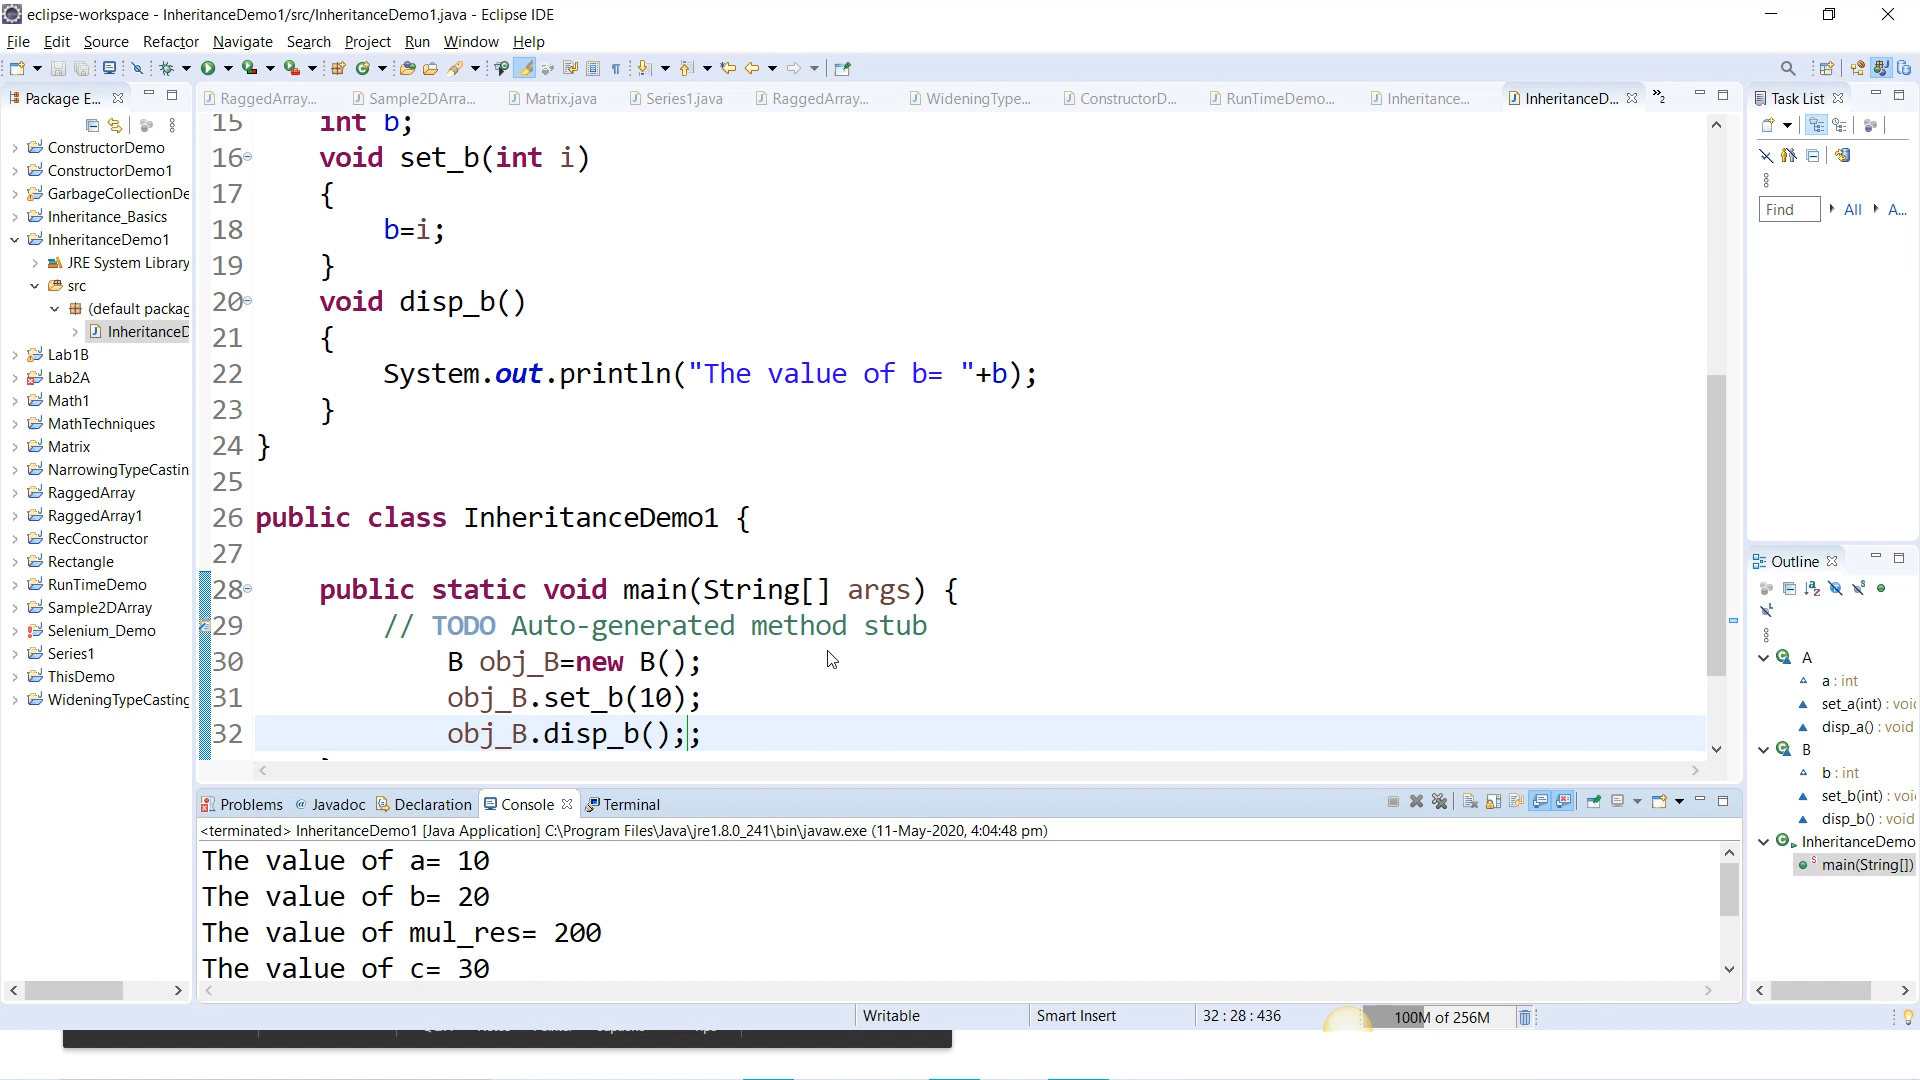 eclipse-workspace - InheritanceDemo1/src/InheritanceDemo1.java - Eclipse IDE
File Edit Source Refactor Navigate Search Project Run Window Help
Package E...
RaggedArray... Sample2DArra... Matrix.java Series1.java RaggedArray... WideningType... ConstructorD... RunTimeDemo... Inheritance... InheritanceD... »2
Task List
ConstructorDemo
ConstructorDemo1
GarbageCollectionDe
Inheritance_Basics
InheritanceDemo1
JRE System Library
src
(default packag
InheritanceD
Lab1B
Lab2A
Math1
MathTechniques
Matrix
NarrowingTypeCastin
RaggedArray
RaggedArray1
RecConstructor
Rectangle
RunTimeDemo
Sample2DArray
Selenium_Demo
Series1
ThisDemo
WideningTypeCasting
15 int b;
16 void set_b(int i)
17 {
18 b=i;
19 }
20 void disp_b()
21 {
22 System.out.println("The value of b= "+b);
23 }
24 }
25
26 public class InheritanceDemo1 {
27
28 public static void main(String[] args) {
29 // TODO Auto-generated method stub
30 B obj_B=new B();
31 obj_B.set_b(10);
32 obj_B.disp_b();;
Find All A...
Outline
A
a : int
set_a(int) : voi
disp_a() : void
B
b : int
set_b(int) : voi
disp_b() : void
InheritanceDemo
main(String[])
Problems @ Javadoc Declaration Console Terminal
<terminated> InheritanceDemo1 [Java Application] C:\Program Files\Java\jre1.8.0_241\bin\javaw.exe (11-May-2020, 4:04:48 pm)
The value of a= 10
The value of b= 20
The value of mul_res= 200
The value of c= 30
Writable Smart Insert 32 : 28 : 436 100M of 256M